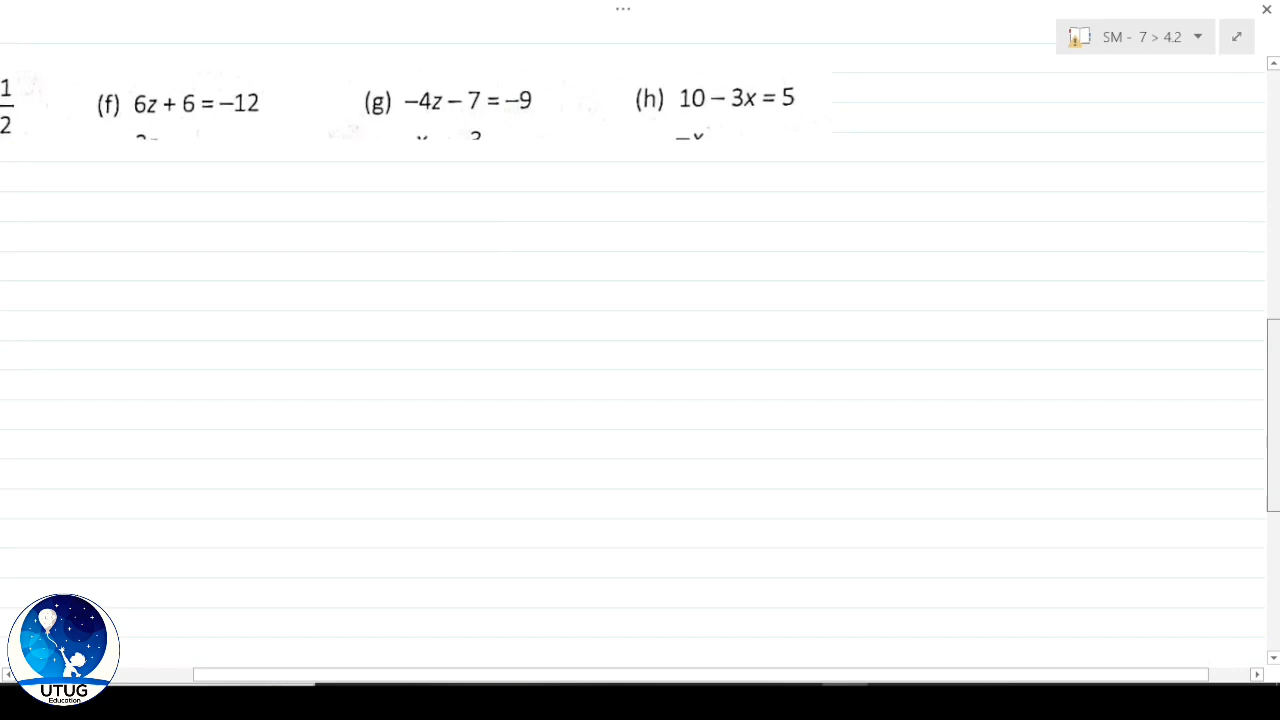 ...
SM - 7 > 4.2
1
2
(f) 6z + 6 = –12
(g) –4z – 7 = –9
(h) 10 – 3x = 5
UTUG
Education